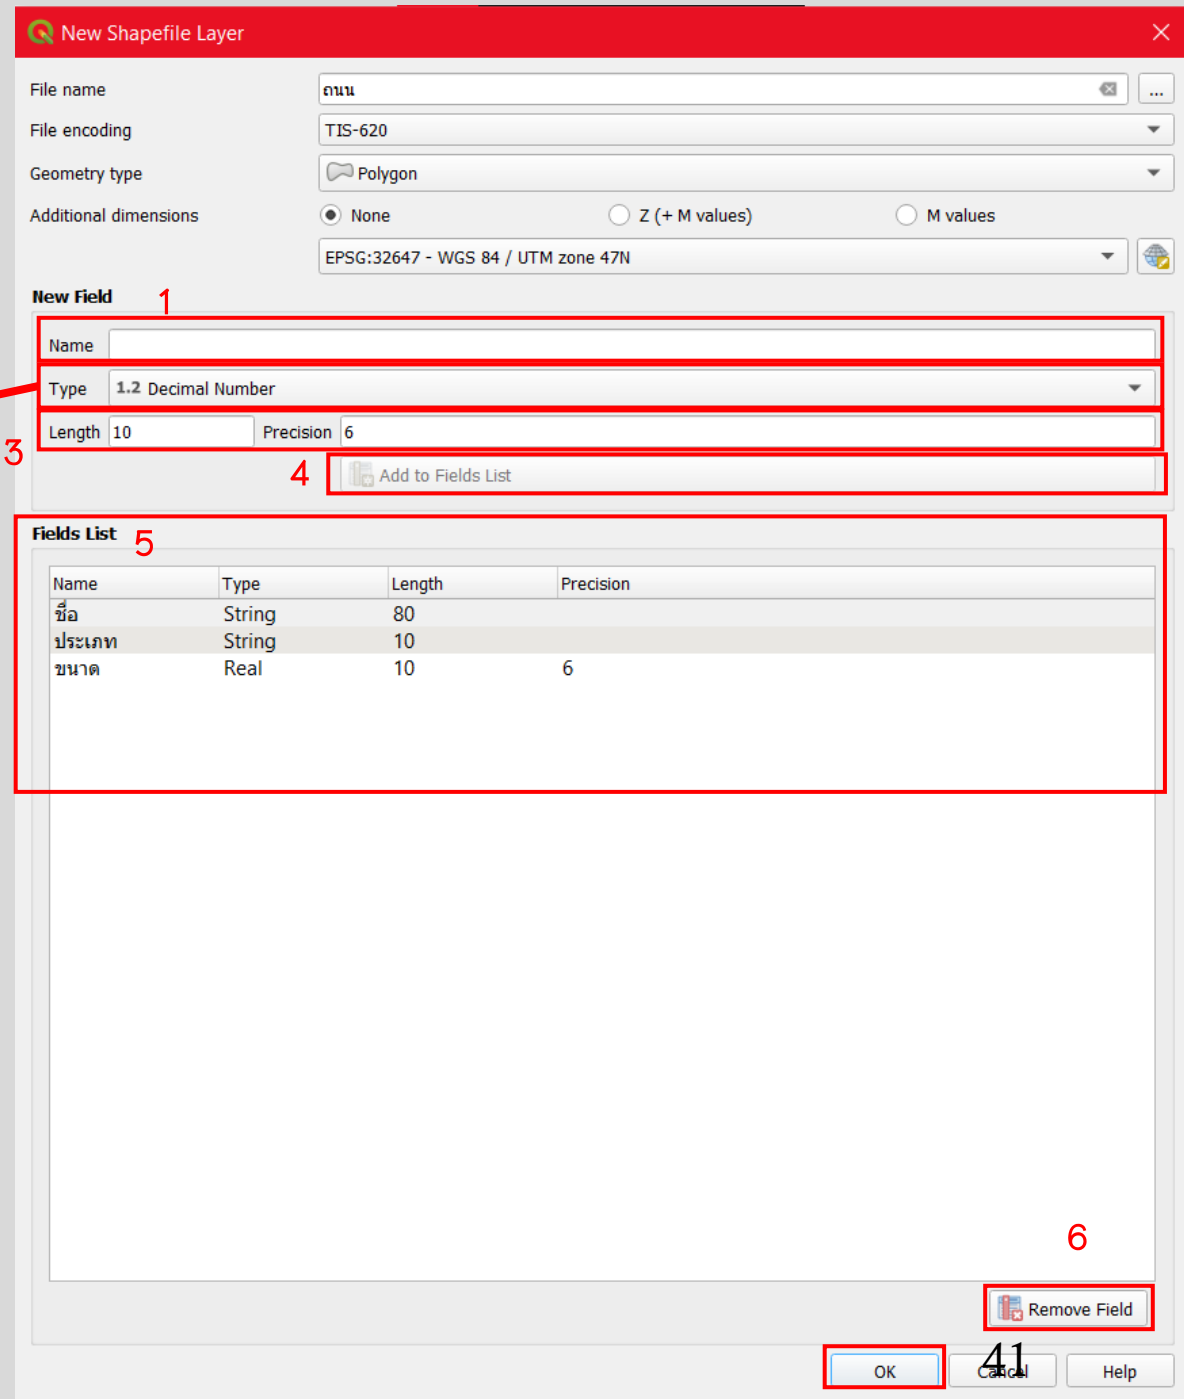 New Shapefile Layer
File name ถนน ...
File encoding TIS-620
Geometry type Polygon
Additional dimensions None Z (+ M values) M values
EPSG:32647 - WGS 84 / UTM zone 47N
New Field 1
Name
Type 1.2 Decimal Number
3 Length 10 Precision 6
4 Add to Fields List
Fields List 5
Name Type Length Precision
ชื่อ String 80
ประเภท String 10
ขนาด Real 10 6
6
Remove Field
OK Cancel 41 Help